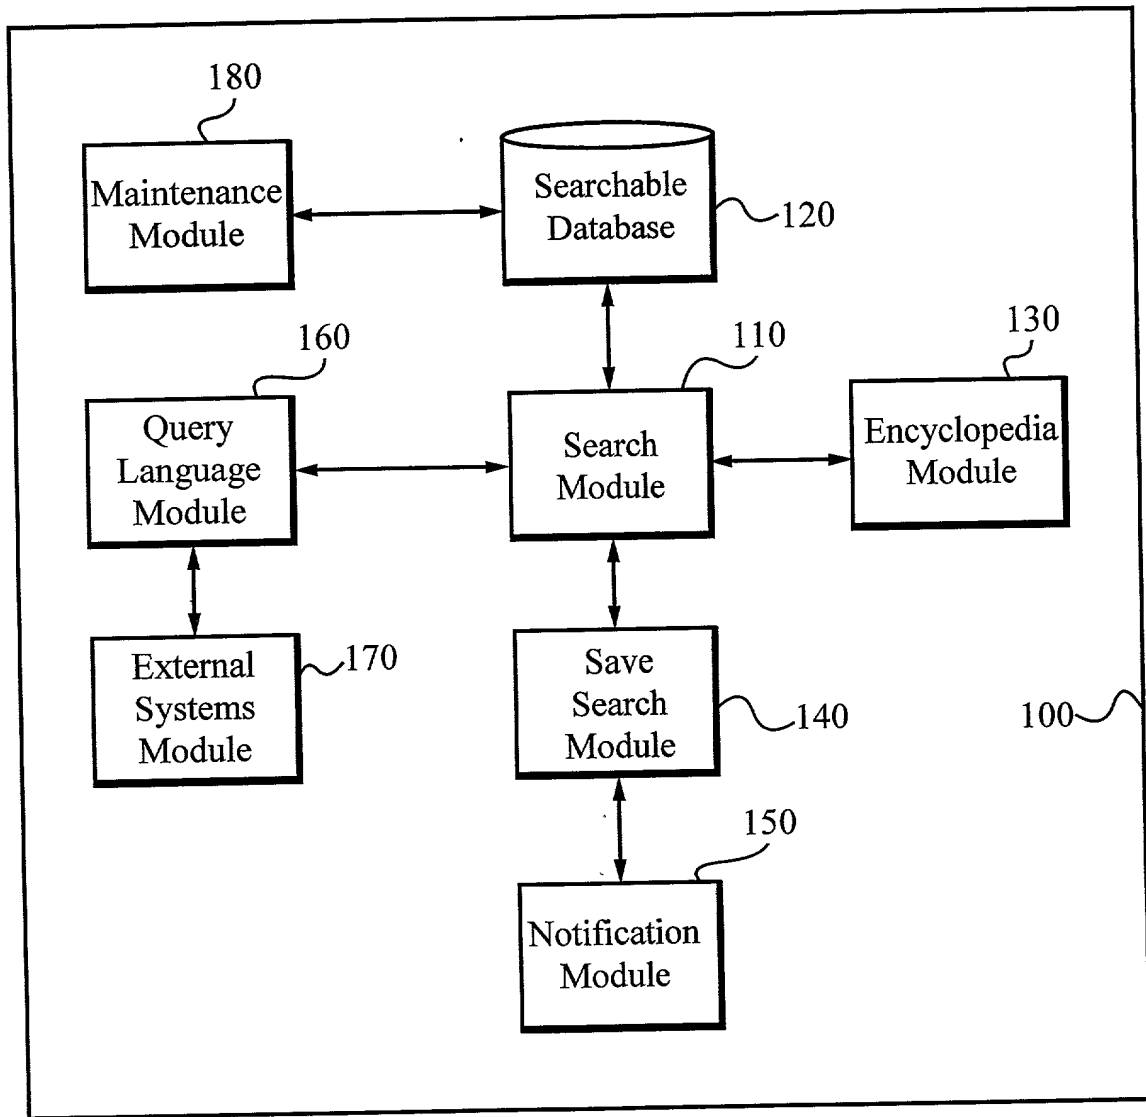 180
Maintenance
Module
Searchable
Database
120
160
110
130
Query
Language
Module
Search
Module
Encyclopedia
Module
External
Systems
Module
170
Save
Search
Module
140
100
150
Notification
Module